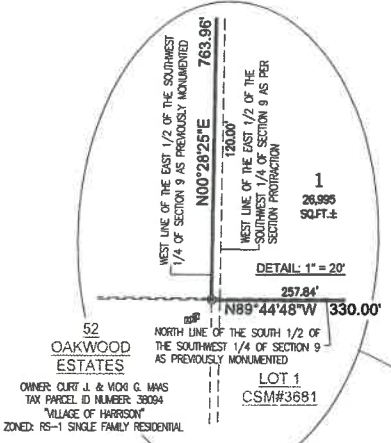 WEST LINE OF THE EAST 1/2 OF THE SOUTHWEST
1/4 OF SECTION 9 AS PREVIOUSLY MONUMENTED
N00°28'25"E
763.96'
120.00'
WEST LINE OF THE EAST 1/2 OF THE
SOUTHWEST 1/4 OF SECTION 9 AS PER
SECTION PROTRACTION
1
26,995
SQ.FT.±
DETAIL: 1" = 20'
257.84'
N89°44'48"W
330.00'
NORTH LINE OF THE SOUTH 1/2 OF
THE SOUTHWEST 1/4 OF SECTION 9
AS PREVIOUSLY MONUMENTED
52
OAKWOOD
ESTATES
OWNER: CURT J. & VICKI G. MAAS
TAX PARCEL ID NUMBER: 38094
"VILLAGE OF HARRISON"
ZONED: RS-1 SINGLE FAMILY RESIDENTIAL
LOT 1
CSM#3681